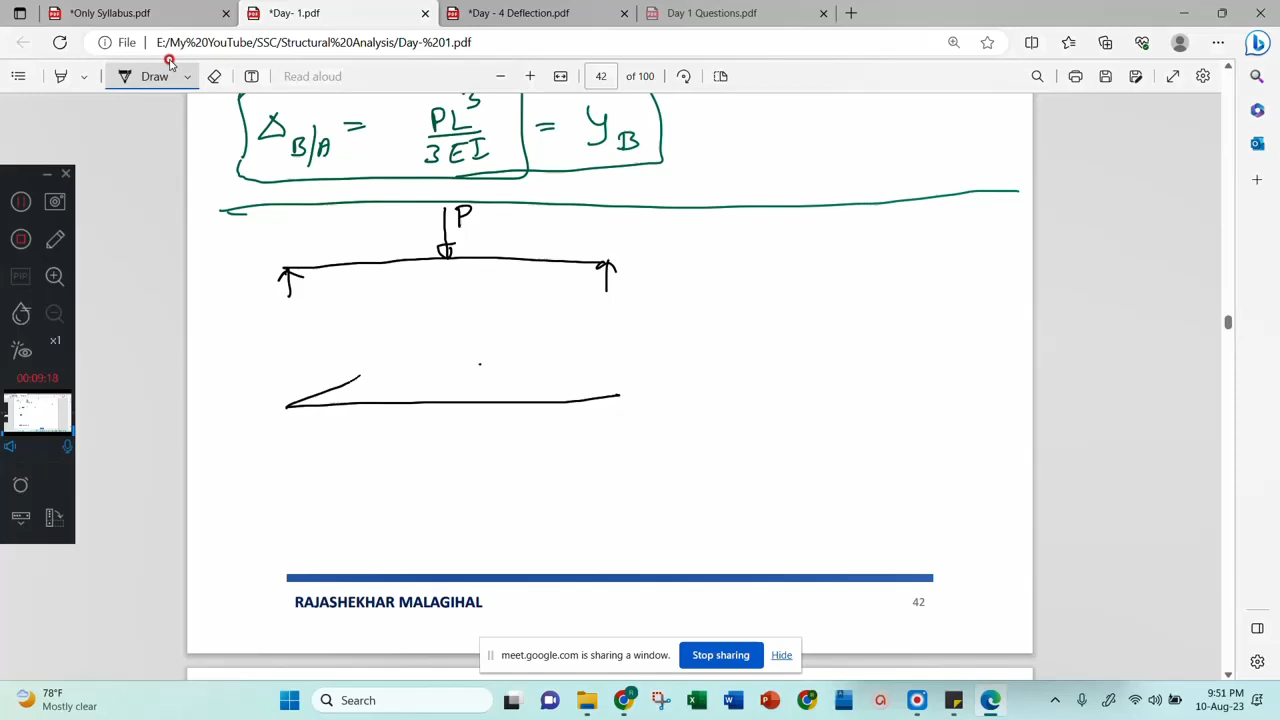 *Only Syllabus.pdf
*Day- 1.pdf
*Day - 4 Deflection.pdf
Day 1 Questions.pdf
File
E:/My%20YouTube/SSC/Structural%20Analysis/Day-%201.pdf
Draw
Read aloud
42 of 100
Δ B/A = PL³/3EI = y B
P
PIP
x1
00:09:18
RAJASHEKHAR MALAGIHAL
42
meet.google.com is sharing a window.
Stop sharing
Hide
78°F
Mostly clear
Search
9:51 PM
10-Aug-23